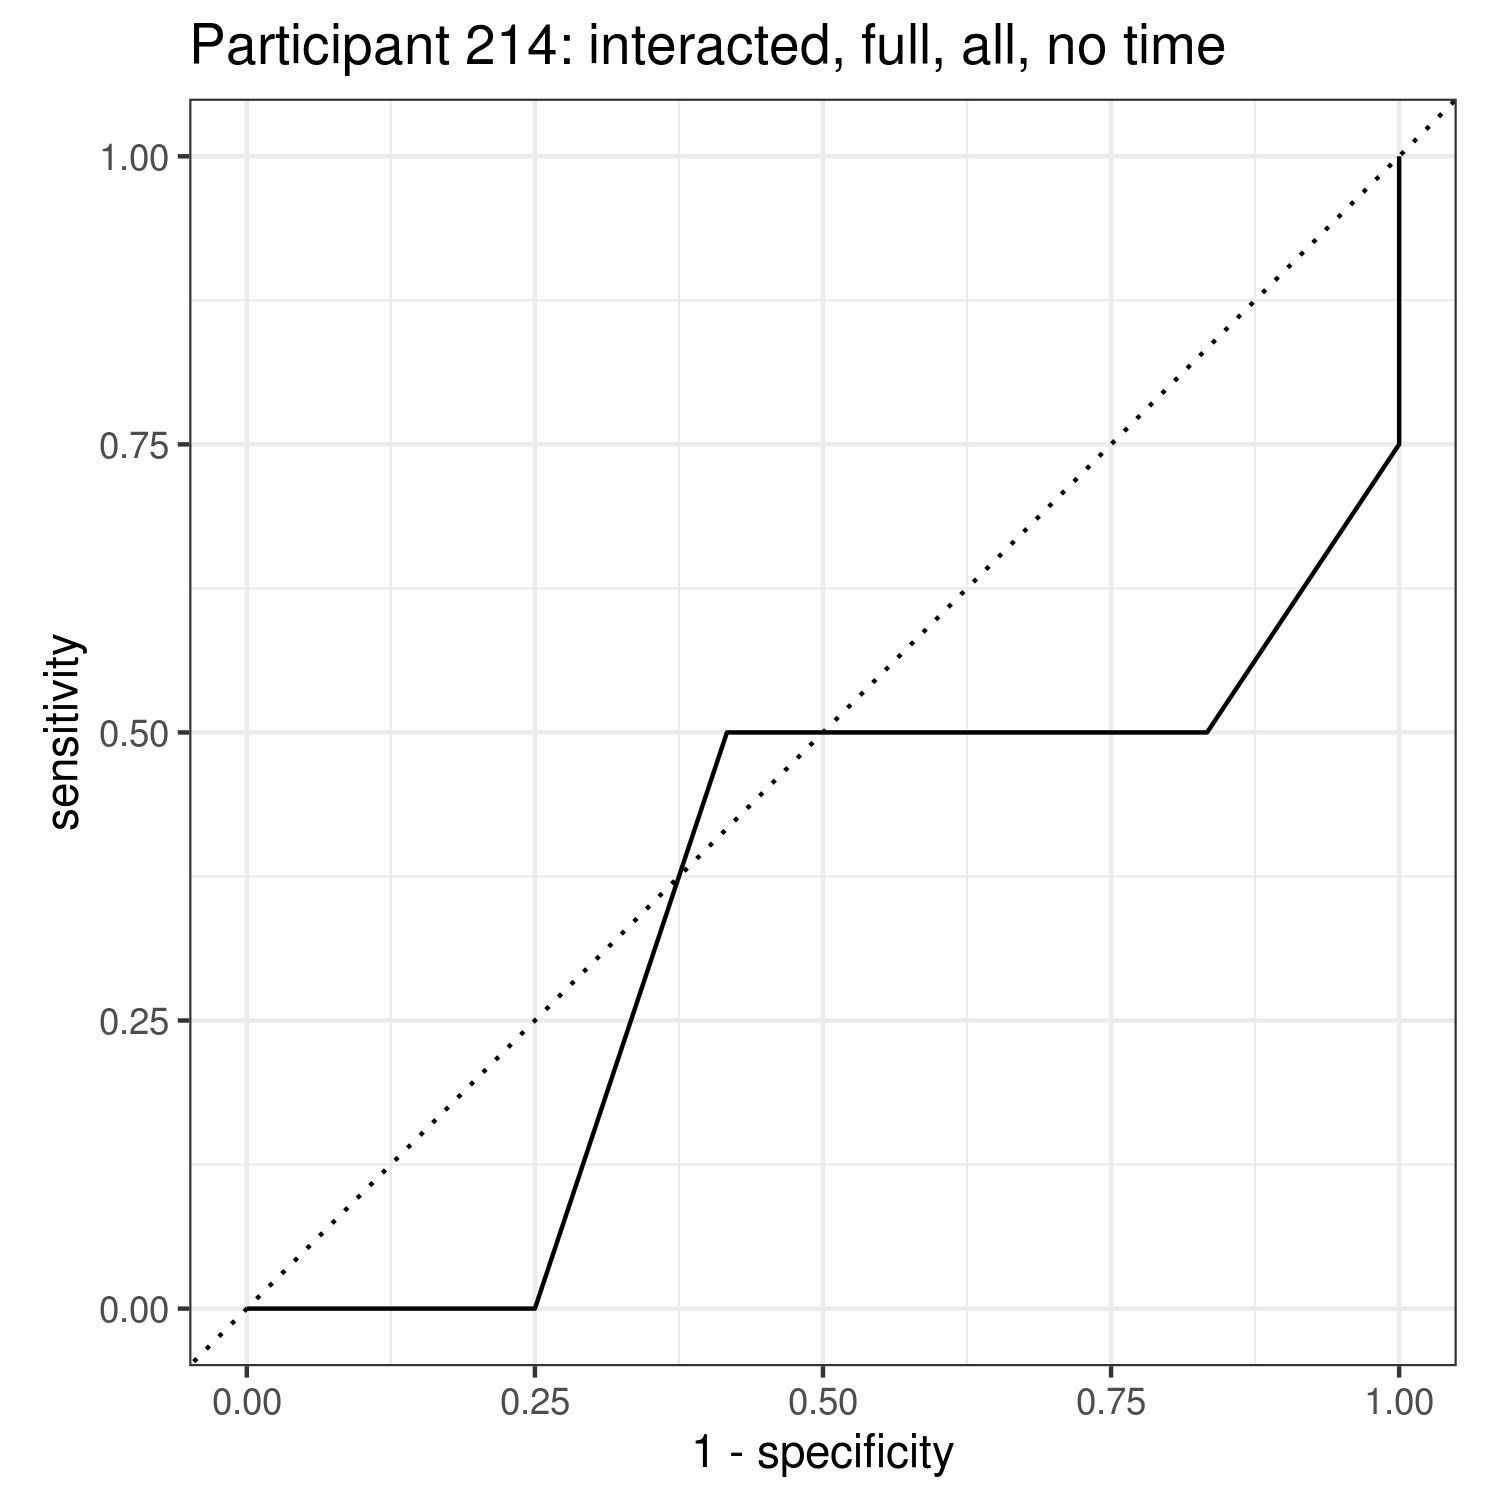 Participant 214: interacted, full, all, no time
1.00
0.75
0.50
0.25
0.00
sensitivity
0.00 0.25 0.50 0.75 1.00
1 - specificity